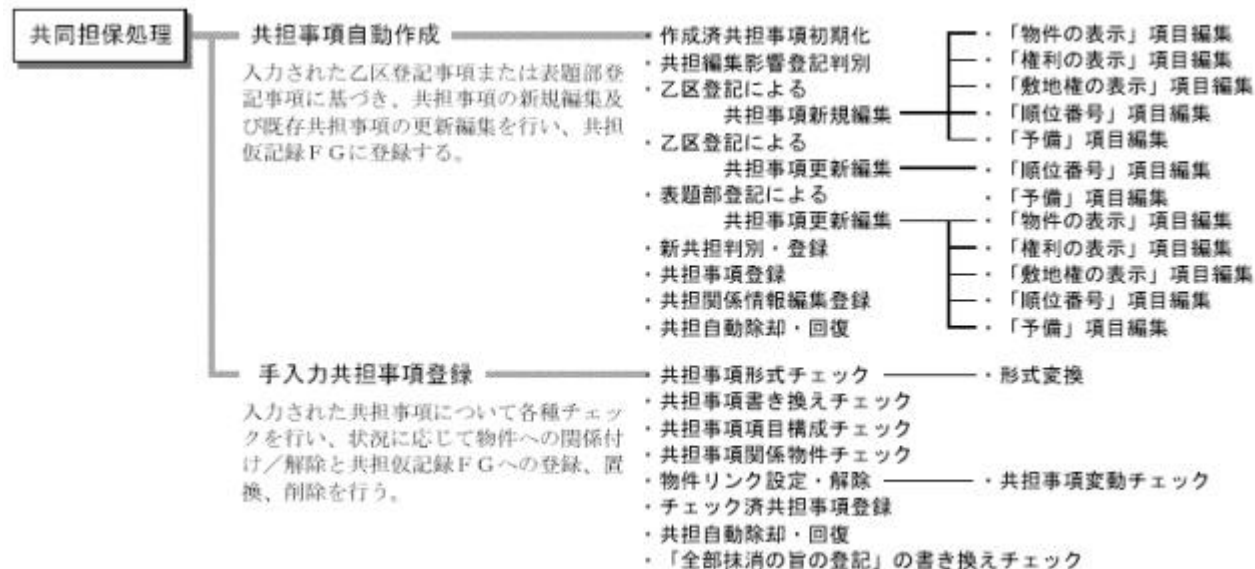 共同担保処理
共担事項自動作成
入力された乙区登記事項または表題部登
記事項に基づき、共担事項の新規編集及
び既存共担事項の更新編集を行い、共担
仮記録FGに登録する。
・作成済共担事項初期化
・共担編集影響登記判別
・乙区登記による
共担事項新規編集
・乙区登記による
共担事項更新編集
・表題部登記による
共担事項更新編集
・新共担判別・登録
・共担事項登録
・共担関係情報編集登録
・共担自動除却・回復
・「物件の表示」項目編集
・「権利の表示」項目編集
・「敷地権の表示」項目編集
・「順位番号」項目編集
・「予備」項目編集
・「順位番号」項目編集
・「予備」項目編集
・「物件の表示」項目編集
・「権利の表示」項目編集
・「敷地権の表示」項目編集
・「順位番号」項目編集
・「予備」項目編集
手入力共担事項登録
入力された共担事項について各種チェッ
クを行い、状況に応じて物件への関係付
け/解除と共担仮記録FGへの登録、置
換、削除を行う。
・共担事項形式チェック
・共担事項書き換えチェック
・共担事項項目構成チェック
・共担事項関係物件チェック
・物件リンク設定・解除
・チェック済共担事項登録
・共担自動除却・回復
・「全部抹消の旨の登記」の書き換えチェック
・形式変換
・共担事項変動チェック